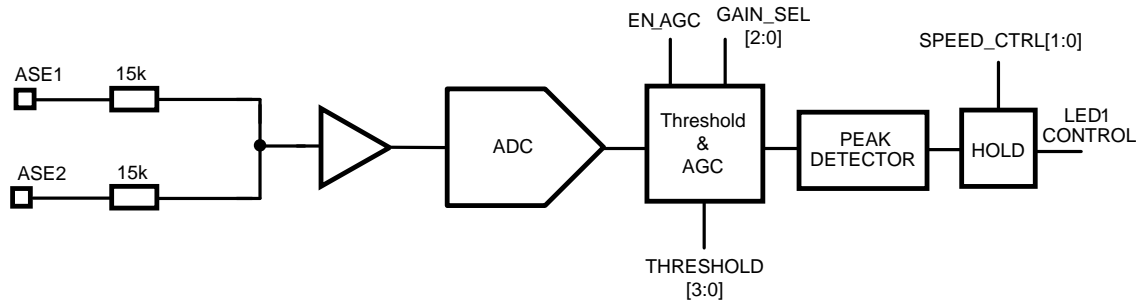 EN_AGC
GAIN_SEL
[2:0]
SPEED_CTRL[1:0]
ASE1
15k
ADC
Threshold
&
AGC
PEAK
DETECTOR
HOLD
LED1
CONTROL
ASE2
15k
THRESHOLD
[3:0]